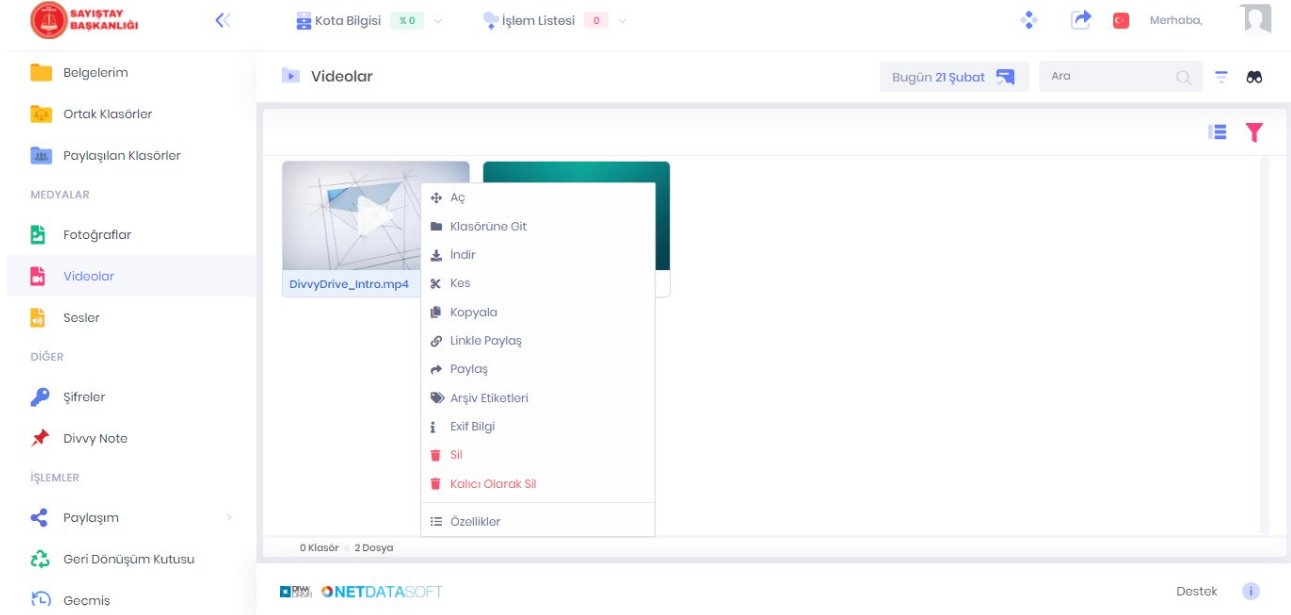 SAYIŞTAY
BAŞKANLIĞI
Kota Bilgisi % 0
İşlem Listesi 0
Merhaba,
Belgelerim
Ortak Klasörler
Paylaşılan Klasörler
MEDYALAR
Fotoğraflar
Videolar
Sesler
DİĞER
Şifreler
Divvy Note
İŞLEMLER
Paylaşım
Geri Dönüşüm Kutusu
Geçmiş
Videolar
Bugün 21 Şubat
Ara
DivvyDrive_Intro.mp4
Aç
Klasörüne Git
İndir
Kes
Kopyala
Linkle Paylaş
Paylaş
Arşiv Etiketleri
Exif Bilgi
Sil
Kalıcı Olarak Sil
Özellikler
0 Klasör 2 Dosya
NETDATASOFT
Destek